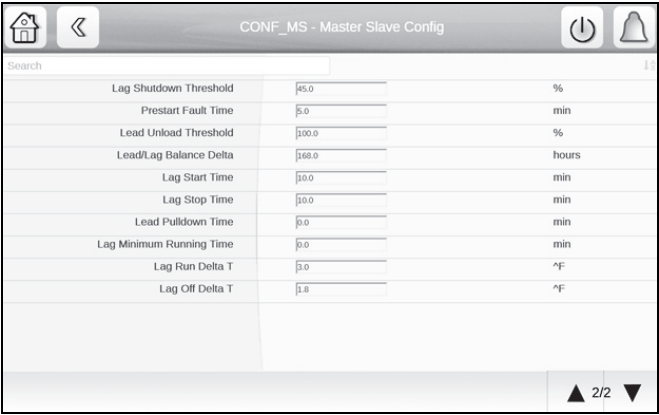 CONF_MS - Master Slave Config
Search
Lag Shutdown Threshold 45.0 %
Prestart Fault Time 5.0 min
Lead Unload Threshold 100.0 %
Lead/Lag Balance Delta 168.0 hours
Lag Start Time 10.0 min
Lag Stop Time 10.0 min
Lead Pulldown Time 0.0 min
Lag Minimum Running Time 0.0 min
Lag Run Delta T 3.0 ^F
Lag Off Delta T 1.8 ^F
2/2